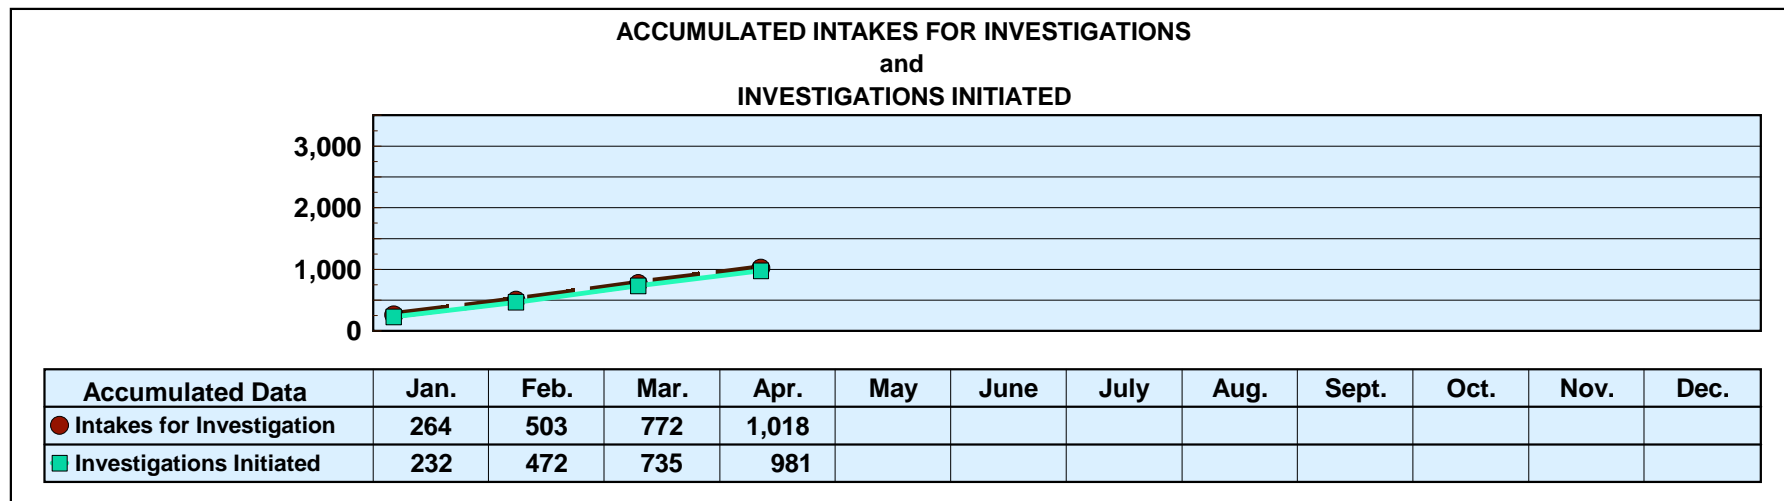 ACCUMULATED INTAKES FOR INVESTIGATIONS
and
INVESTIGATIONS INITIATED
3,000
2,000
1,000
0
Accumulated Data Jan. Feb. Mar. Apr. May June July Aug. Sept. Oct. Nov. Dec.
Intakes for Investigation 264 503 772 1,018
Investigations Initiated 232 472 735 981